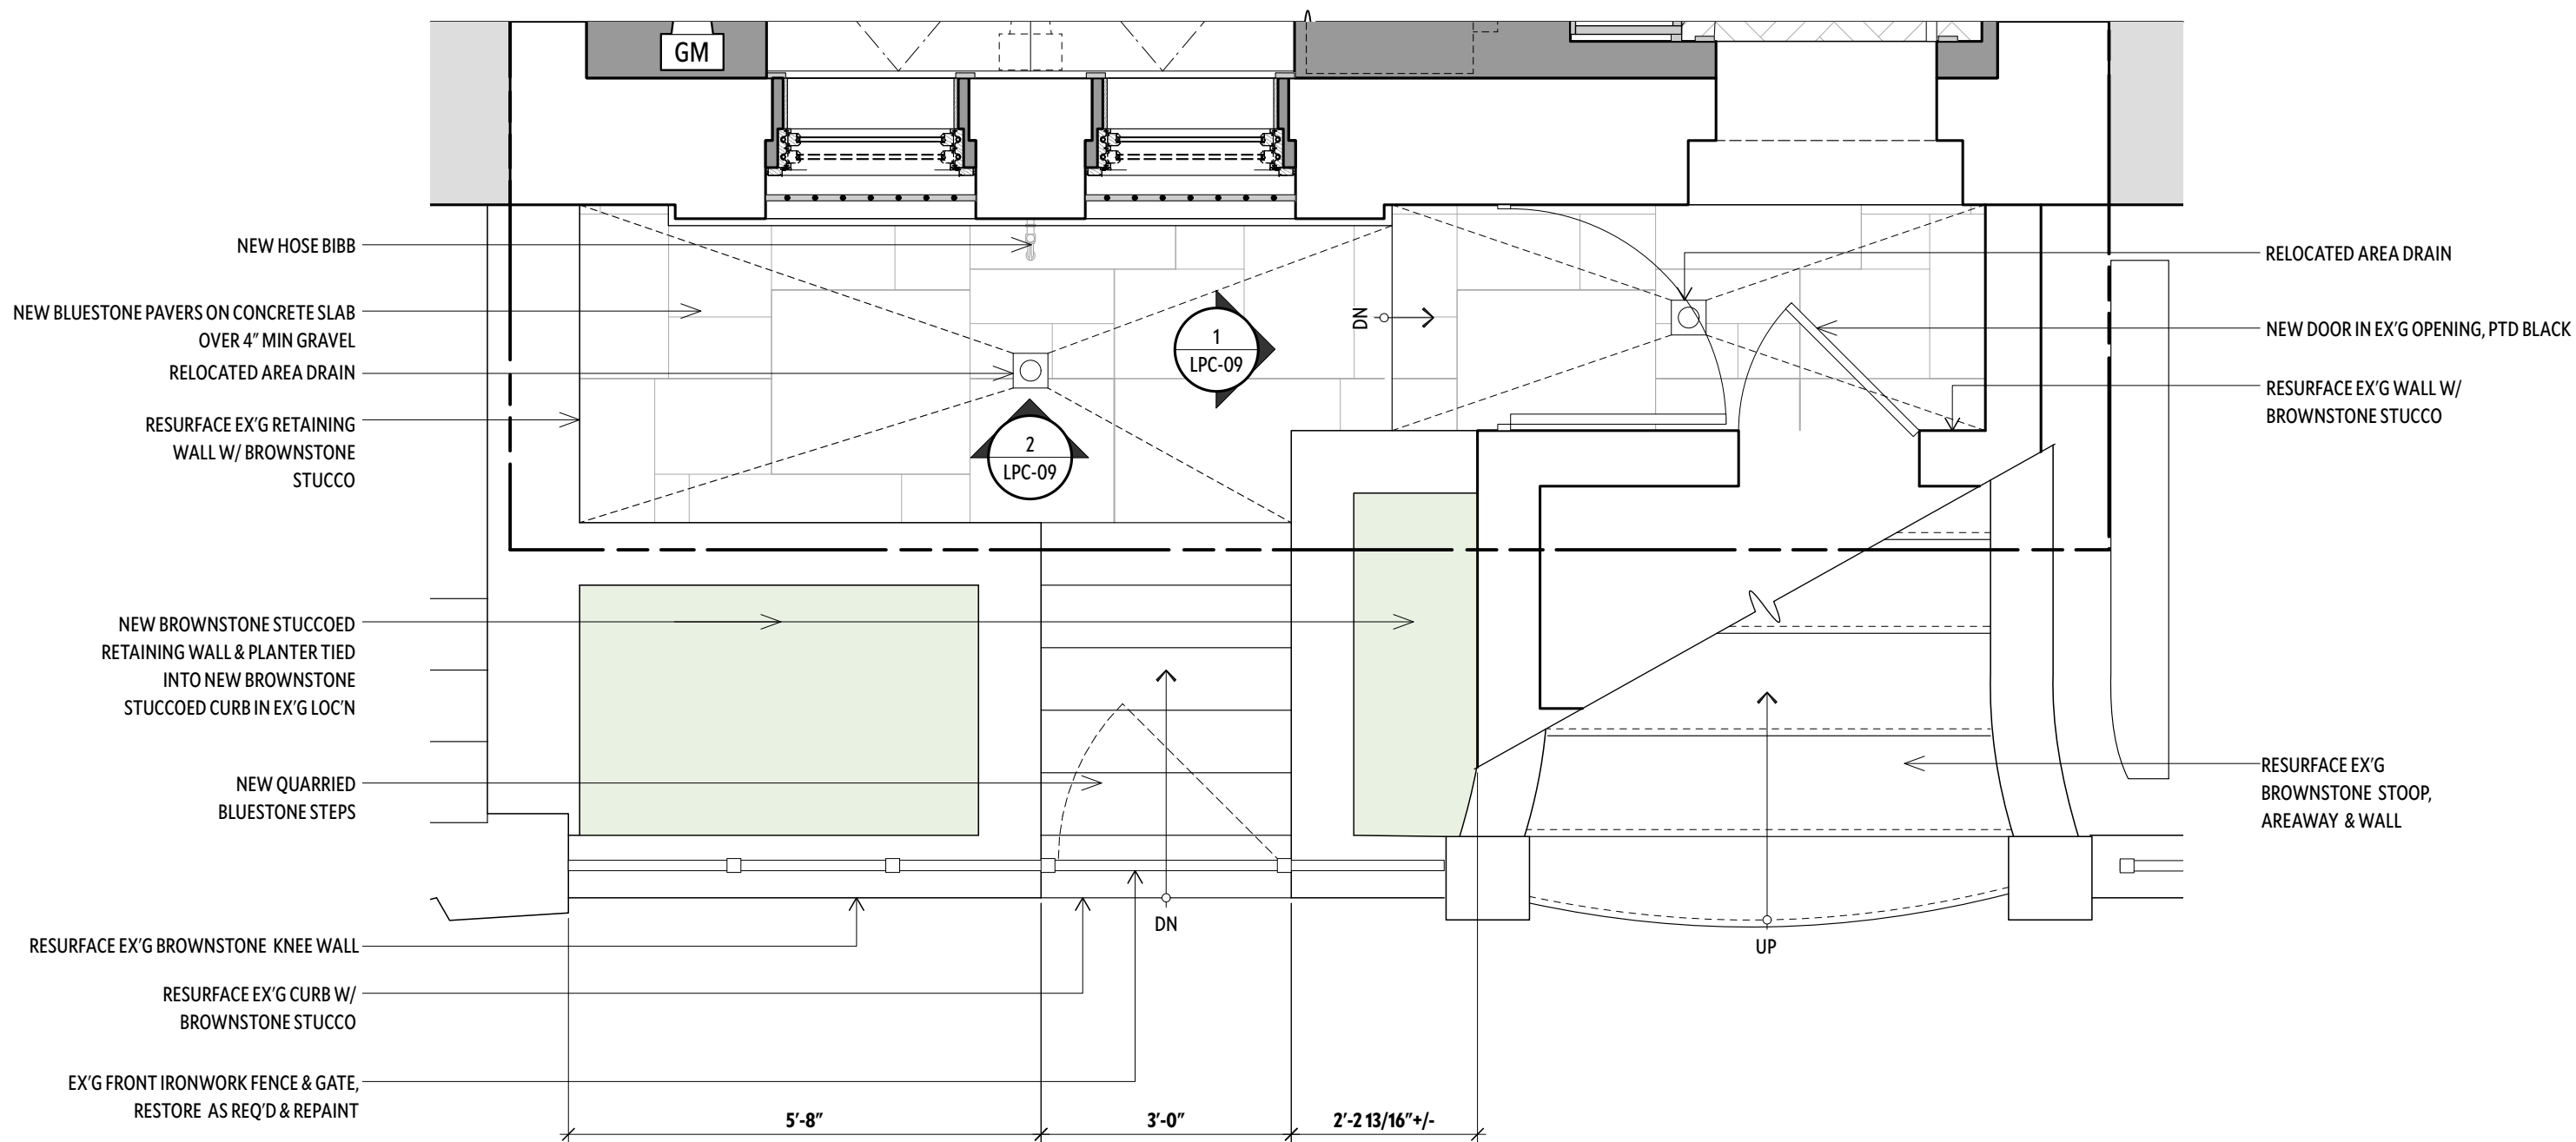 GM
NEW HOSE BIBB
NEW BLUESTONE PAVERS ON CONCRETE SLAB
OVER 4" MIN GRAVEL
RELOCATED AREA DRAIN
RESURFACE EX'G RETAINING
WALL W/ BROWNSTONE
STUCCO
NEW BROWNSTONE STUCCOED
RETAINING WALL & PLANTER TIED
INTO NEW BROWNSTONE
STUCCOED CURB IN EX'G LOC'N
NEW QUARRIED
BLUESTONE STEPS
RESURFACE EX'G BROWNSTONE KNEE WALL
RESURFACE EX'G CURB W/
BROWNSTONE STUCCO
EX'G FRONT IRONWORK FENCE & GATE,
RESTORE AS REQ'D & REPAINT
1
LPC-09
2
LPC-09
DN
DN
UP
5'-8"
3'-0"
2'-2 13/16"+/-
RELOCATED AREA DRAIN
NEW DOOR IN EX'G OPENING, PTD BLACK
RESURFACE EX'G WALL W/
BROWNSTONE STUCCO
RESURFACE EX'G
BROWNSTONE STOOP,
AREAWAY & WALL